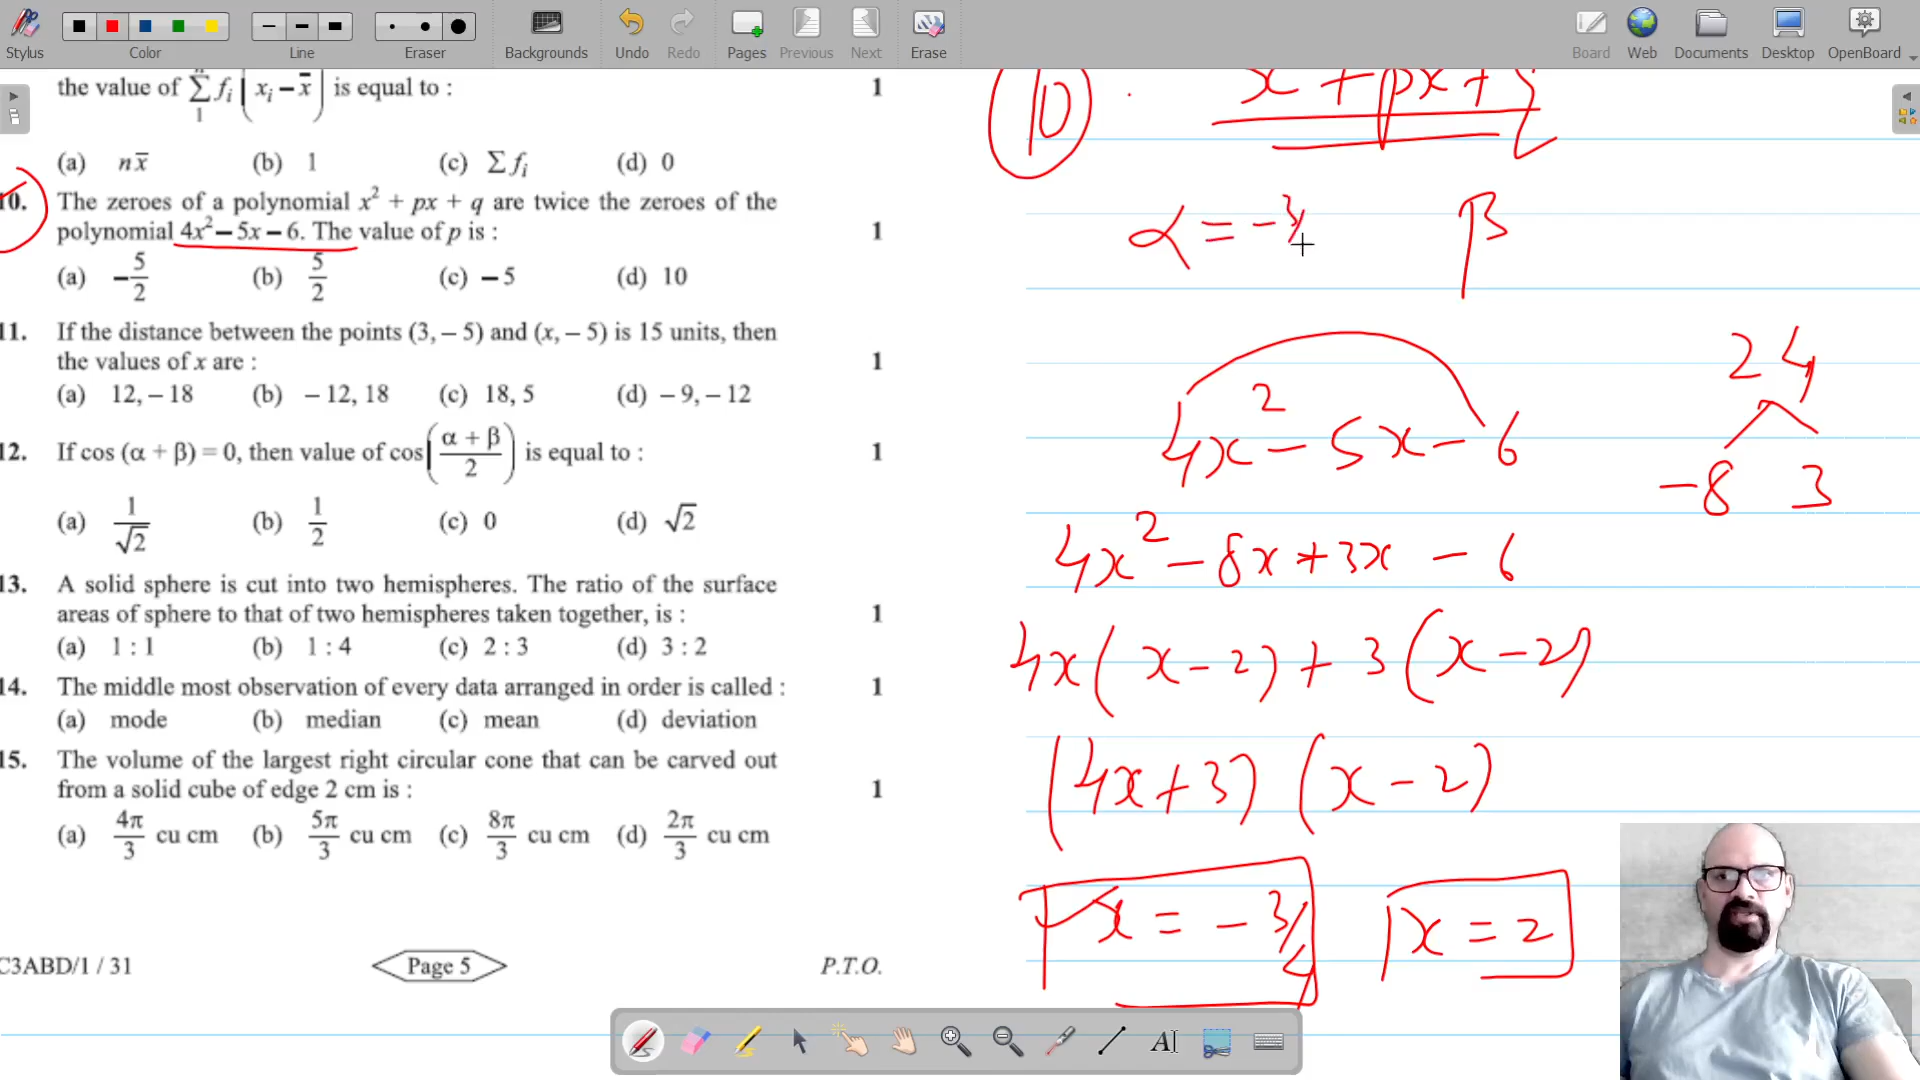 Stylus Color Line Eraser Backgrounds Undo Redo Pages Previous Next Erase Board Web Documents Desktop OpenBoard
the value of ∑₁ⁿ fᵢ (xᵢ − x̄) is equal to : 1
(a) n x̄ (b) 1 (c) ∑ fᵢ (d) 0
10. The zeroes of a polynomial x² + px + q are twice the zeroes of the
polynomial 4x² – 5x – 6. The value of p is : 1
(a) –5/2 (b) 5/2 (c) – 5 (d) 10
11. If the distance between the points (3, – 5) and (x, – 5) is 15 units, then
the values of x are : 1
(a) 12, – 18 (b) – 12, 18 (c) 18, 5 (d) – 9, – 12
12. If cos (α + β) = 0, then value of cos((α + β)/2) is equal to : 1
(a) 1/√2 (b) 1/2 (c) 0 (d) √2
13. A solid sphere is cut into two hemispheres. The ratio of the surface
areas of sphere to that of two hemispheres taken together, is : 1
(a) 1 : 1 (b) 1 : 4 (c) 2 : 3 (d) 3 : 2
14. The middle most observation of every data arranged in order is called : 1
(a) mode (b) median (c) mean (d) deviation
15. The volume of the largest right circular cone that can be carved out
from a solid cube of edge 2 cm is : 1
(a) 4π/3 cu cm (b) 5π/3 cu cm (c) 8π/3 cu cm (d) 2π/3 cu cm
C3ABD/1 / 31 Page 5 P.T.O.
10 x + px + q
α = -3/ β
4x² - 5x - 6
24
-8 3
4x² - 8x + 3x - 6
4x(x-2) + 3(x-2)
(4x+3) (x-2)
x = -3/4 x = 2